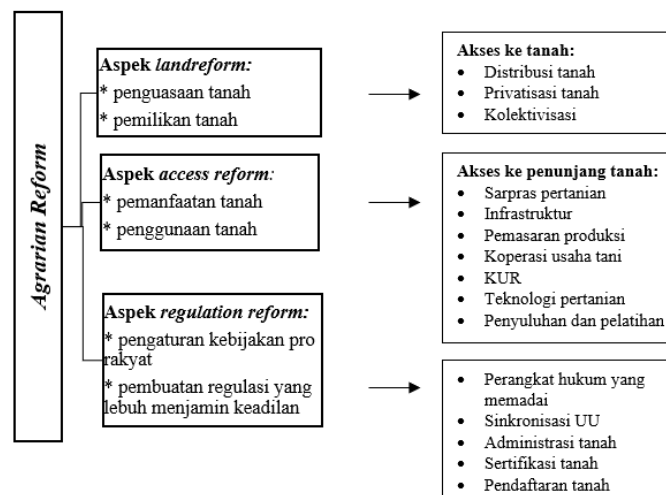 Agrarian Reform
Aspek landreform:
* penguasaan tanah
* pemilikan tanah
Akses ke tanah:
• Distribusi tanah
• Privatisasi tanah
• Kolektivisasi
Aspek access reform:
* pemanfaatan tanah
* penggunaan tanah
Akses ke penunjang tanah:
• Sarpras pertanian
• Infrastruktur
• Pemasaran produksi
• Koperasi usaha tani
• KUR
• Teknologi pertanian
• Penyuluhan dan pelatihan
Aspek regulation reform:
* pengaturan kebijakan pro
rakyat
* pembuatan regulasi yang
lebuh menjamin keadilan
• Perangkat hukum yang
memadai
• Sinkronisasi UU
• Administrasi tanah
• Sertifikasi tanah
• Pendaftaran tanah